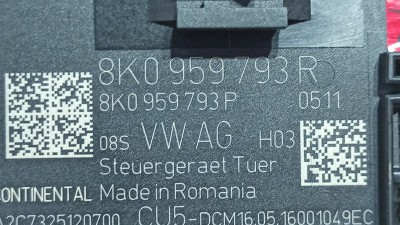 8K0 959 793 R
8K0 959 793 P 0511
08S VW AG H03
Steuergeraet Tuer
CONTINENTAL Made in Romania
A2C7325120700 CU5-DCM16.05.16001049EC